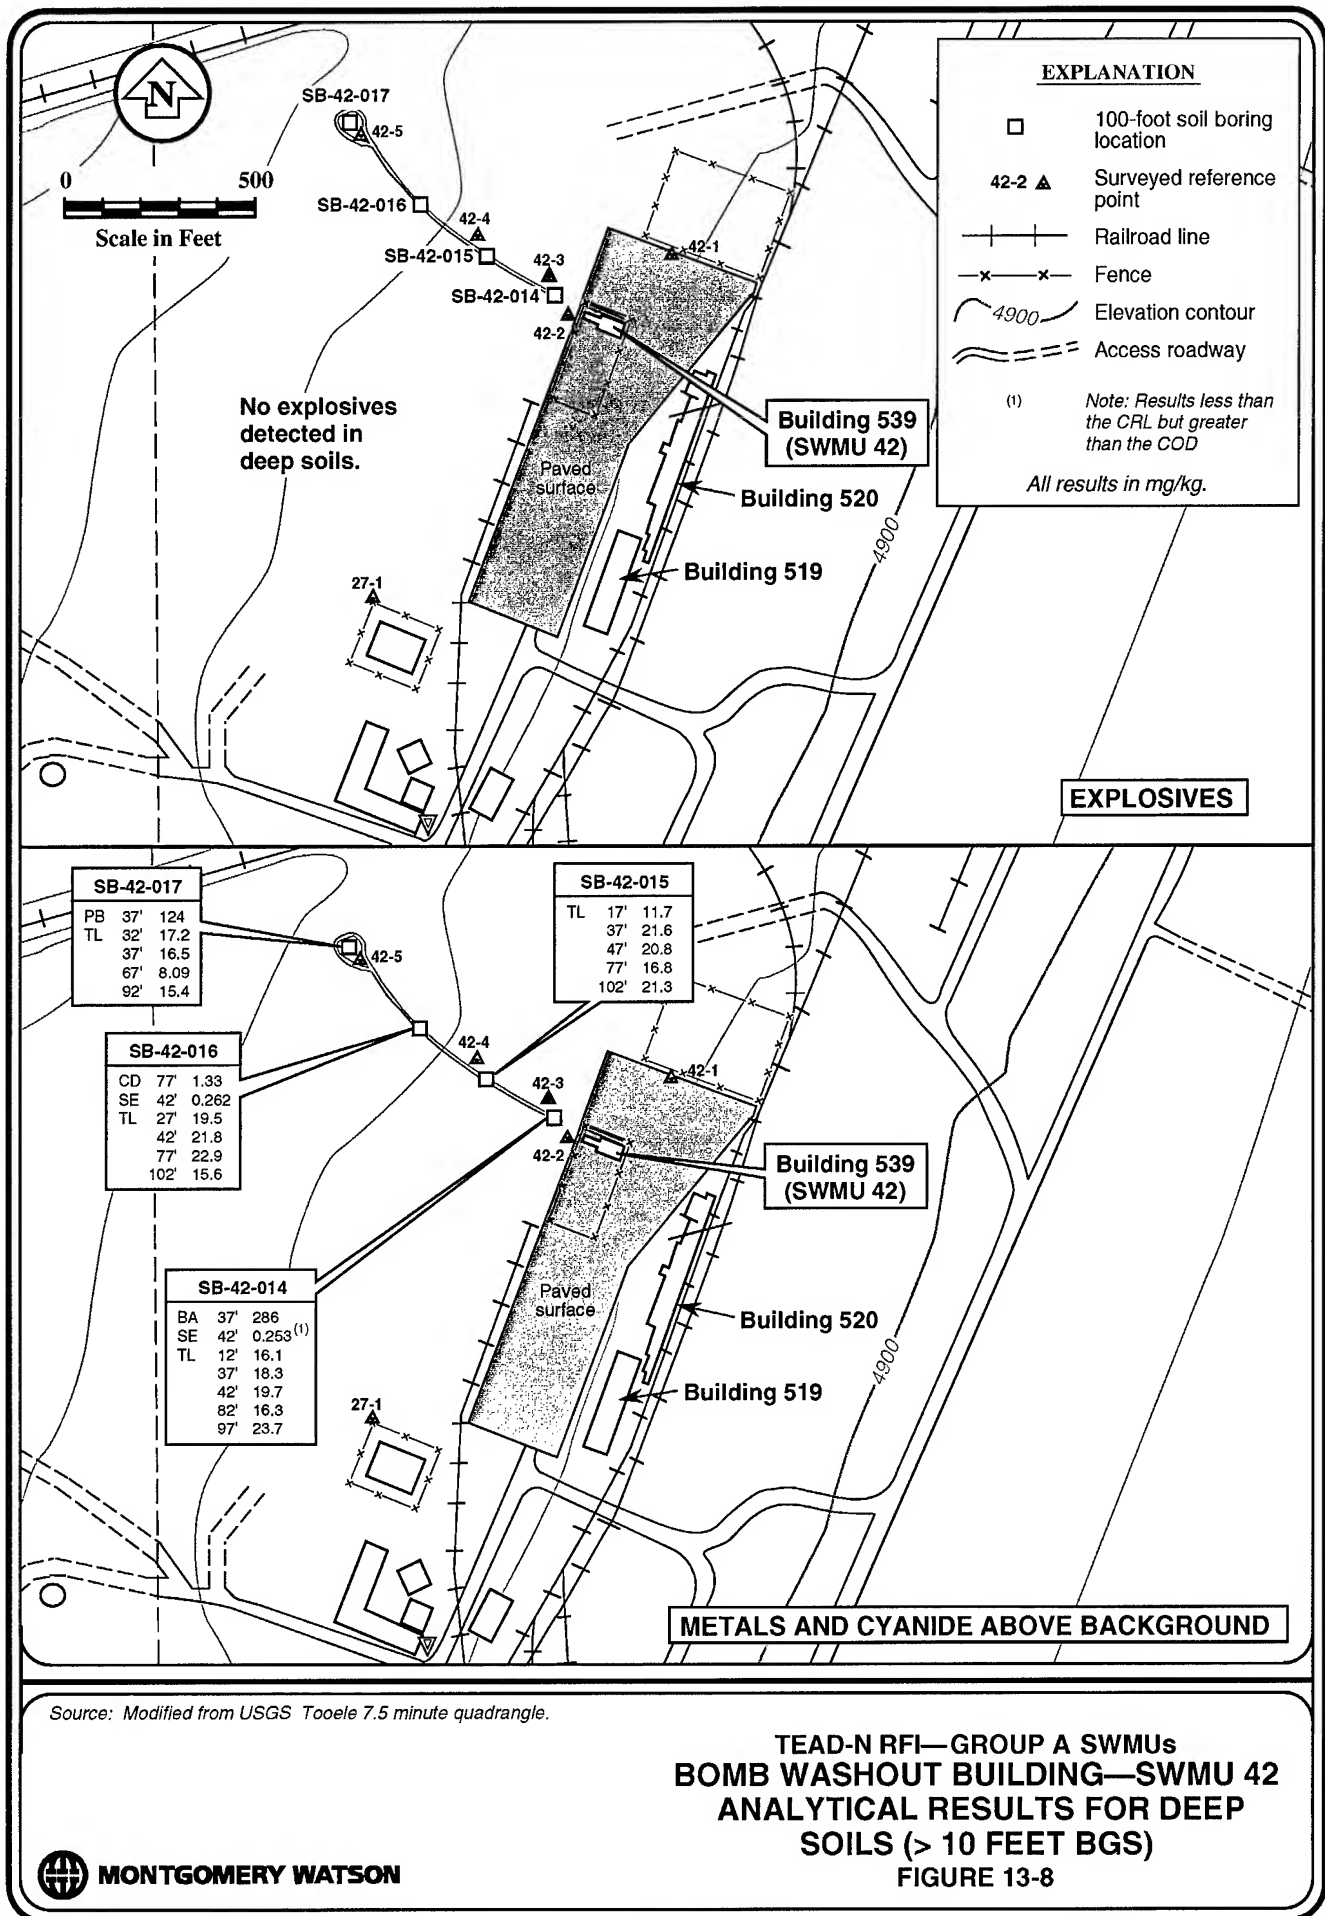 N
0 500
Scale in Feet
SB-42-017
42-5
SB-42-016
42-4
SB-42-015
42-3
SB-42-014
42-2
42-1
No explosives
detected in
deep soils.
Paved
surface
Building 539
(SWMU 42)
Building 520
Building 519
4900
27-1
EXPLANATION
100-foot soil boring
location
42-2 Surveyed reference
point
Railroad line
Fence
4900 Elevation contour
Access roadway
(1) Note: Results less than
the CRL but greater
than the COD
All results in mg/kg.
EXPLOSIVES
SB-42-017
PB 37' 124
TL 32' 17.2
37' 16.5
67' 8.09
92' 15.4
SB-42-015
TL 17' 11.7
37' 21.6
47' 20.8
77' 16.8
102' 21.3
SB-42-016
CD 77' 1.33
SE 42' 0.262
TL 27' 19.5
42' 21.8
77' 22.9
102' 15.6
SB-42-014
BA 37' 286
SE 42' 0.253(1)
TL 12' 16.1
37' 18.3
42' 19.7
82' 16.3
97' 23.7
42-5
42-4
42-3
42-2
42-1
Building 539
(SWMU 42)
Paved
surface
Building 520
Building 519
4900
27-1
METALS AND CYANIDE ABOVE BACKGROUND
Source: Modified from USGS Tooele 7.5 minute quadrangle.
TEAD-N RFI—GROUP A SWMUs
BOMB WASHOUT BUILDING—SWMU 42
ANALYTICAL RESULTS FOR DEEP
SOILS (> 10 FEET BGS)
FIGURE 13-8
MONTGOMERY WATSON